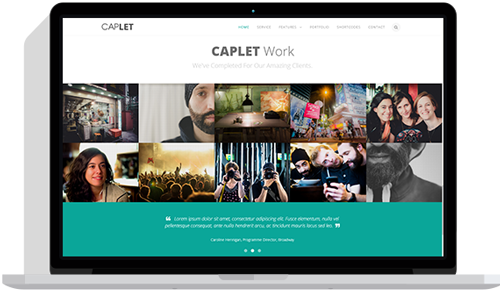 CAPLET
HOME SERVICE FEATURES PORTFOLIO SHORTCODES CONTACT
CAPLET Work
We've Completed For Our Amazing Clients
Lorem ipsum dolor sit amet, consectetur adipiscing elit. Fusce elementum, nulla vel
pellentesque consequat, ante nulla hendrerit arcu, ac tincidunt mauris lacus sed leo.
Caroline Herringan, Programme Director, Broadway